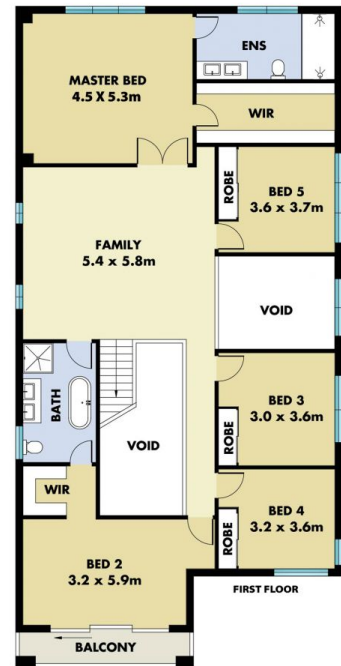 ENS
MASTER BED
4.5 X 5.3m
WIR
ROBE
BED 5
3.6 x 3.7m
FAMILY
5.4 x 5.8m
VOID
BATH
BED 3
3.0 x 3.6m
ROBE
VOID
WIR
BED 4
3.2 x 3.6m
ROBE
BED 2
3.2 x 5.9m
FIRST FLOOR
BALCONY